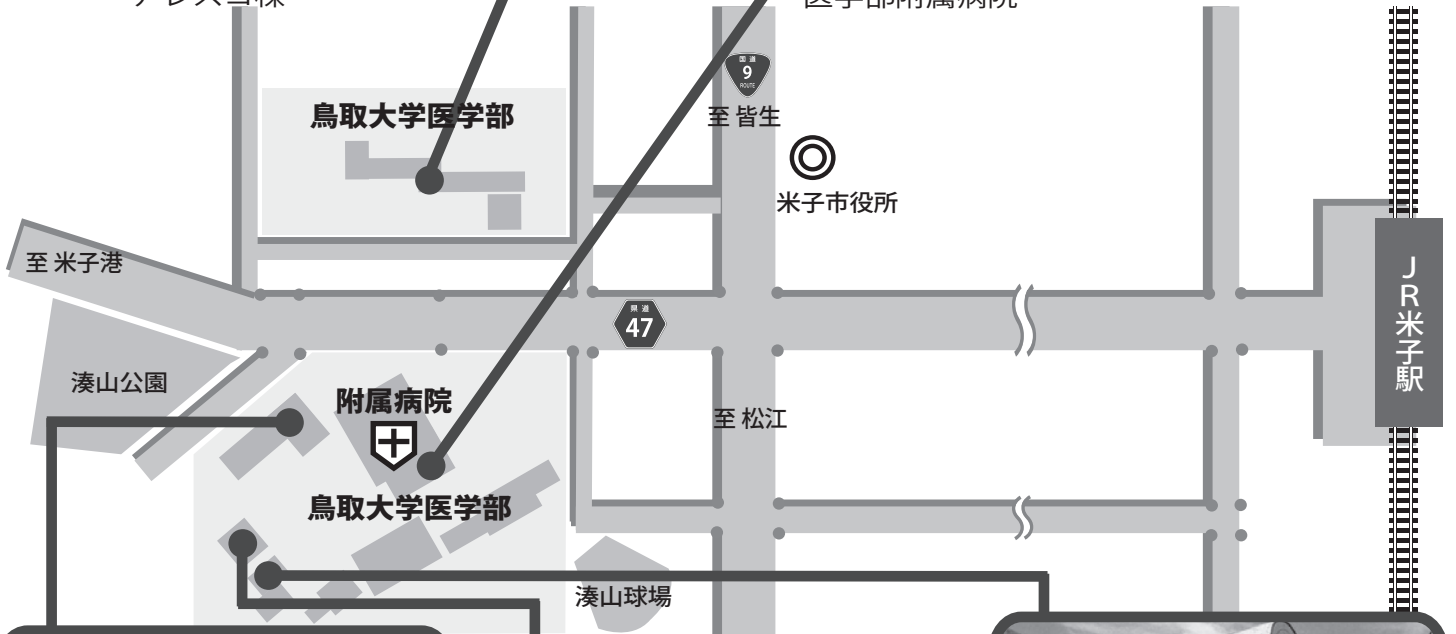 アレスコ棟
医学部附属病院
国道
9
ROUTE
至 皆生
鳥取大学医学部
米子市役所
至 米子港
県道
47
JR米子駅
湊山公園
附属病院
至 松江
鳥取大学医学部
湊山球場